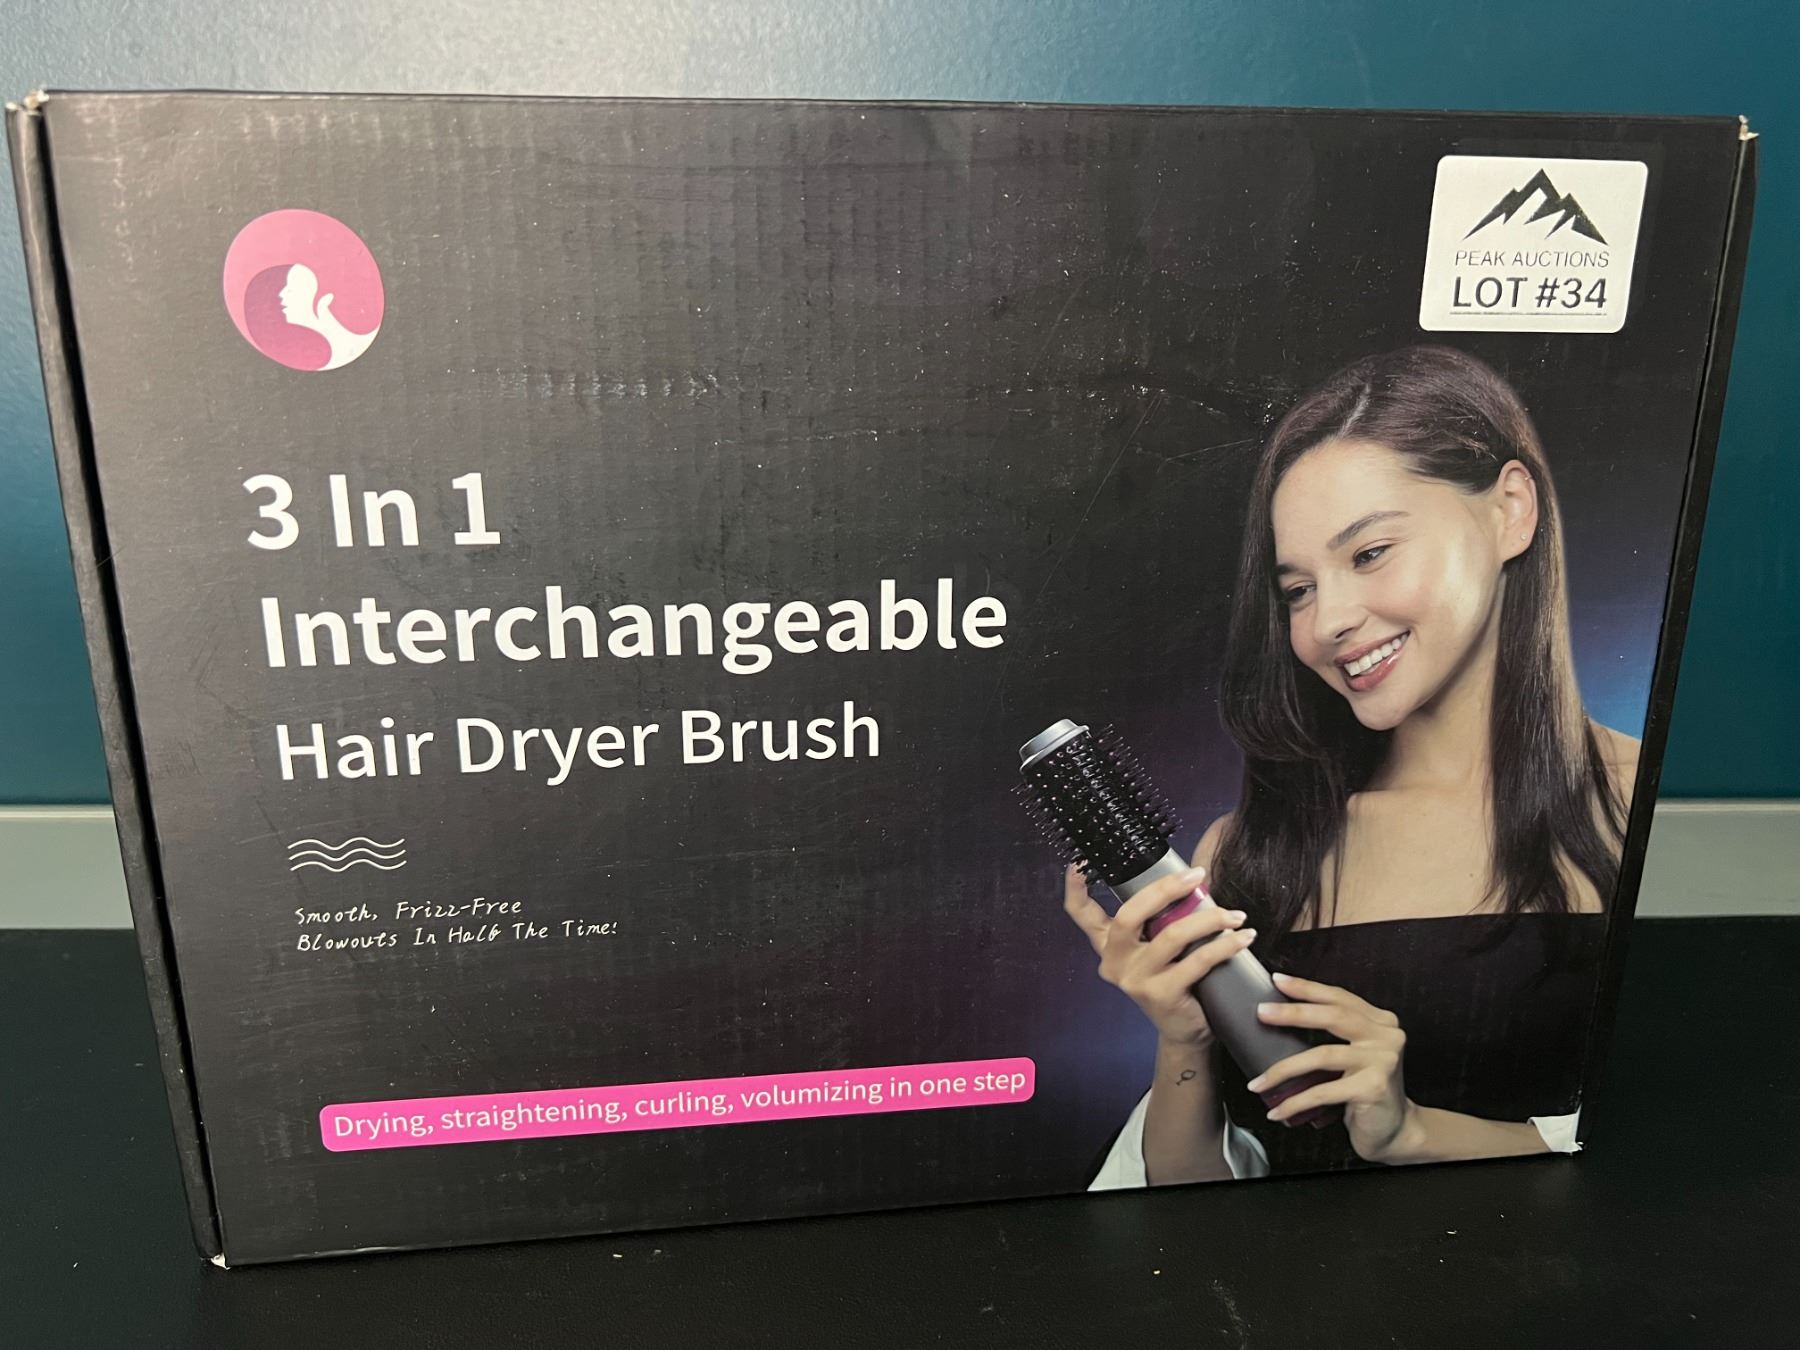 PEAK AUCTIONS
LOT #34
3 In 1
Interchangeable
Hair Dryer Brush
Smooth, Frizz-Free
Blowouts In Half The Time!
Drying, straightening, curling, volumizing in one step